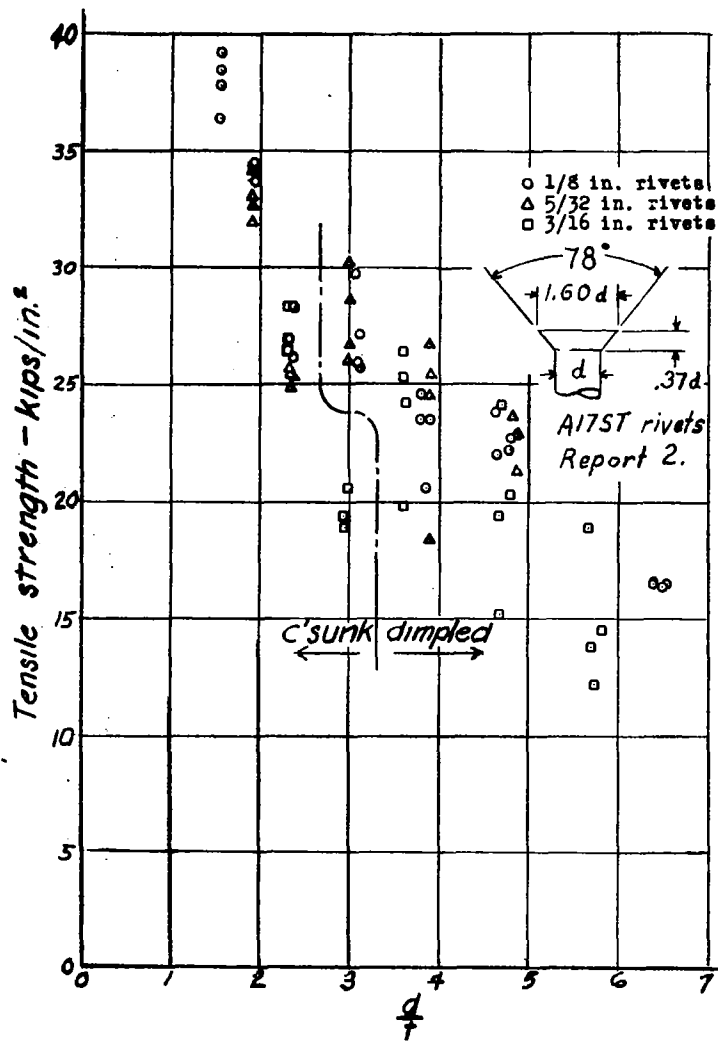 40
35
30
25
20
15
10
5
0
Tensile strength – kips/in.²
0 1 2 3 4 5 6 7
d
t
○ 1/8 in. rivets
△ 5/32 in. rivets
□ 3/16 in. rivets
78°
1.60 d
d
.37d
A17ST rivets
Report 2.
c'sunk dimpled